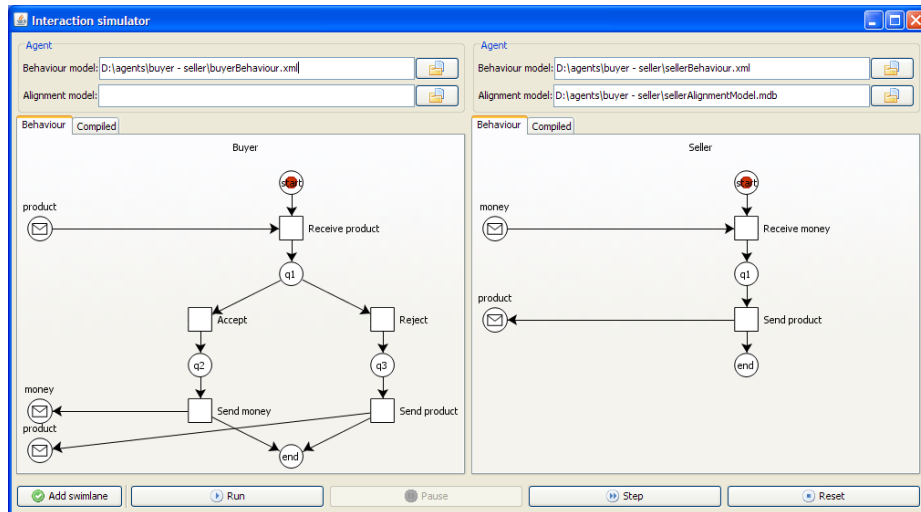 Interaction simulator
Agent
Behaviour model: D:\agents\buyer - seller\buyerBehaviour.xml
Alignment model:
Behaviour Compiled
Buyer
start
product
Receive product
q1
Accept
Reject
q2
q3
money
Send money
Send product
product
end
Agent
Behaviour model: D:\agents\buyer - seller\sellerBehaviour.xml
Alignment model: D:\agents\buyer - seller\sellerAlignmentModel.mdb
Behaviour Compiled
Seller
start
money
Receive money
q1
product
Send product
end
Add swimlane
Run
Pause
Step
Reset